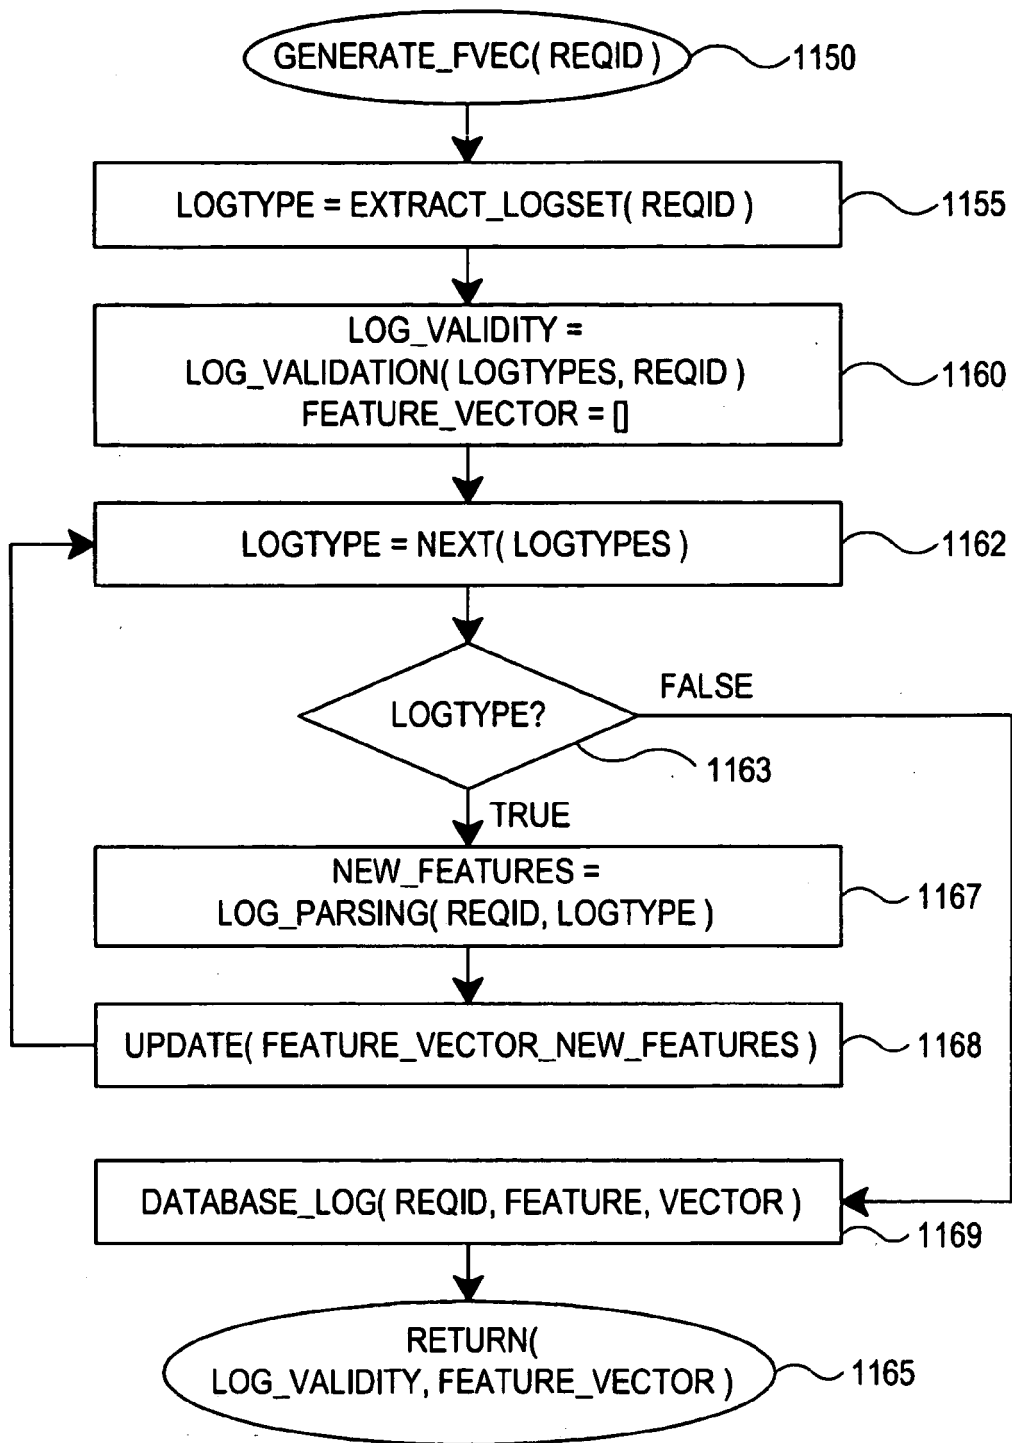 GENERATE_FVEC( REQID )
1150
LOGTYPE = EXTRACT_LOGSET( REQID )
1155
LOG_VALIDITY =
LOG_VALIDATION( LOGTYPES, REQID )
FEATURE_VECTOR = []
1160
LOGTYPE = NEXT( LOGTYPES )
1162
LOGTYPE?
FALSE
1163
TRUE
NEW_FEATURES =
LOG_PARSING( REQID, LOGTYPE )
1167
UPDATE( FEATURE_VECTOR_NEW_FEATURES )
1168
DATABASE_LOG( REQID, FEATURE, VECTOR )
1169
RETURN(
LOG_VALIDITY, FEATURE_VECTOR )
1165